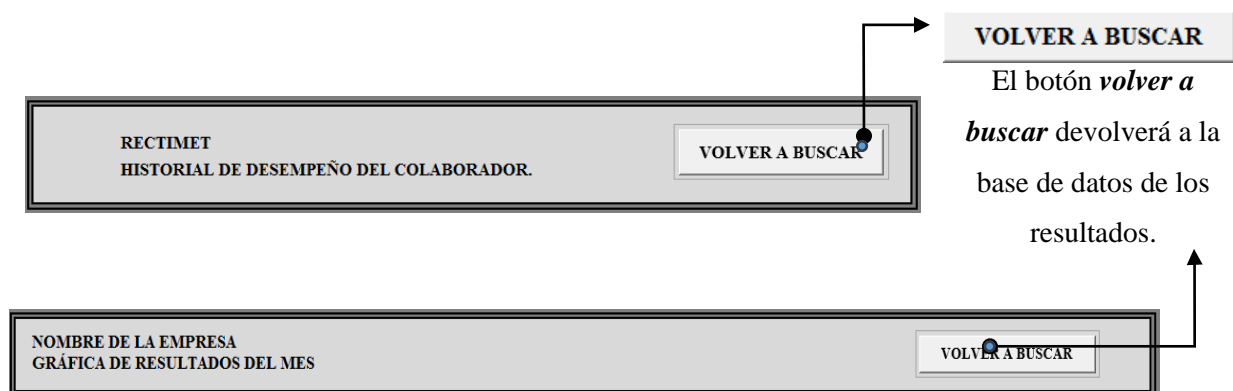 VOLVER A BUSCAR
El botón volver a
buscar devolverá a la
base de datos de los
resultados.
RECTIMET
HISTORIAL DE DESEMPEÑO DEL COLABORADOR.
VOLVER A BUSCAR
NOMBRE DE LA EMPRESA
GRÁFICA DE RESULTADOS DEL MES
VOLVER A BUSCAR